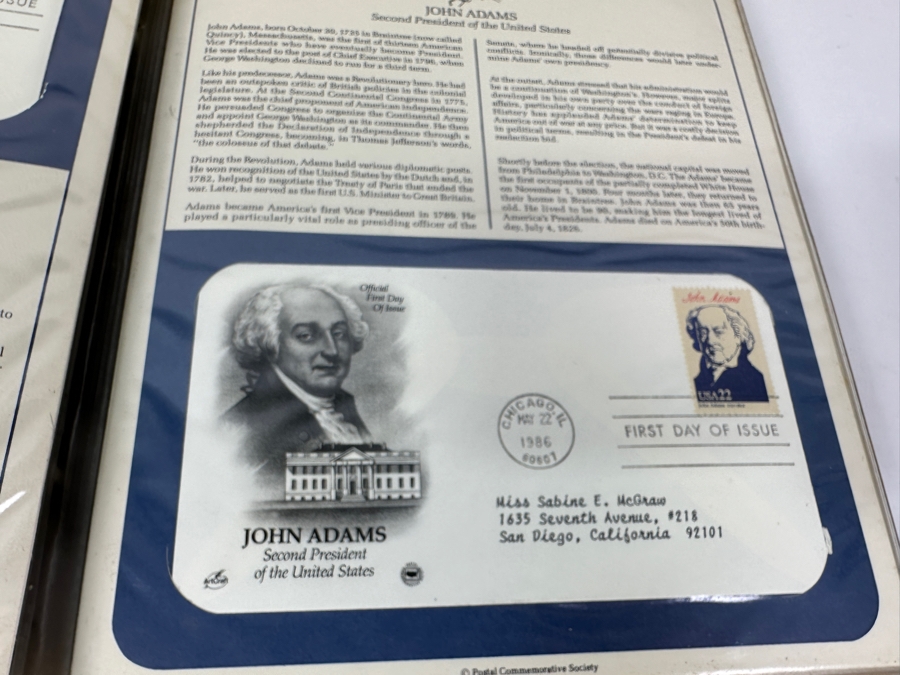 SSUE
to
JOHN ADAMS
Second President of the United States
John Adams, born October 30, 1735 in Braintree (now called
Quincy), Massachusetts, was the first of thirteen American
Vice Presidents who have eventually become President.
He was elected to the post of Chief Executive in 1796, when
George Washington declined to run for a third term.
Like his predecessor, Adams was a Revolutionary hero. He had
been an outspoken critic of British policies in the colonial
legislature. At the Second Continental Congress in 1775,
Adams was the chief proponent of American independence.
He persuaded Congress to organize the Continental Army
and appoint George Washington as its commander. He then
shepherded the Declaration of Independence through a
hesitant Congress, becoming, in Thomas Jefferson's words,
"the colossus of that debate."
During the Revolution, Adams held various diplomatic posts.
He won recognition of the United States by the Dutch and, in
1782, helped to negotiate the Treaty of Paris that ended the
war. Later, he served as the first U.S. Minister to Great Britain.
Adams became America's first Vice President in 1789. He
played a particularly vital role as presiding officer of the
Senate, where he headed off potentially divisive political
conflicts. Ironically, those differences would later under-
mine Adams' own presidency.
At the outset, Adams stressed that his administration would
be a continuation of Washington's. However, major splits
developed in his own party over the conduct of foreign
affairs, particularly concerning the wars raging in Europe.
History has applauded Adams' determination to keep
America out of war at any price. But it was a costly decision
in political terms, resulting in the President's defeat in his
reelection bid.
Shortly before the election, the national capital was moved
from Philadelphia to Washington, D.C. The Adams' became
the first occupants of the partially completed White House
on November 1, 1800. Four months later, they returned to
their home in Braintree. John Adams was then 65 years
old. He lived to be 90, making him the longest lived of
America's Presidents. Adams died on America's 50th birth-
day, July 4, 1826.
Official
First Day
Of Issue
John Adams
USA 22
CHICAGO, IL
MAY 22
1986
60607
FIRST DAY OF ISSUE
Miss Sabine E. McGraw
1635 Seventh Avenue, #218
San Diego, California 92101
JOHN ADAMS
Second President
of the United States
ArtCraft
© Postal Commemorative Society